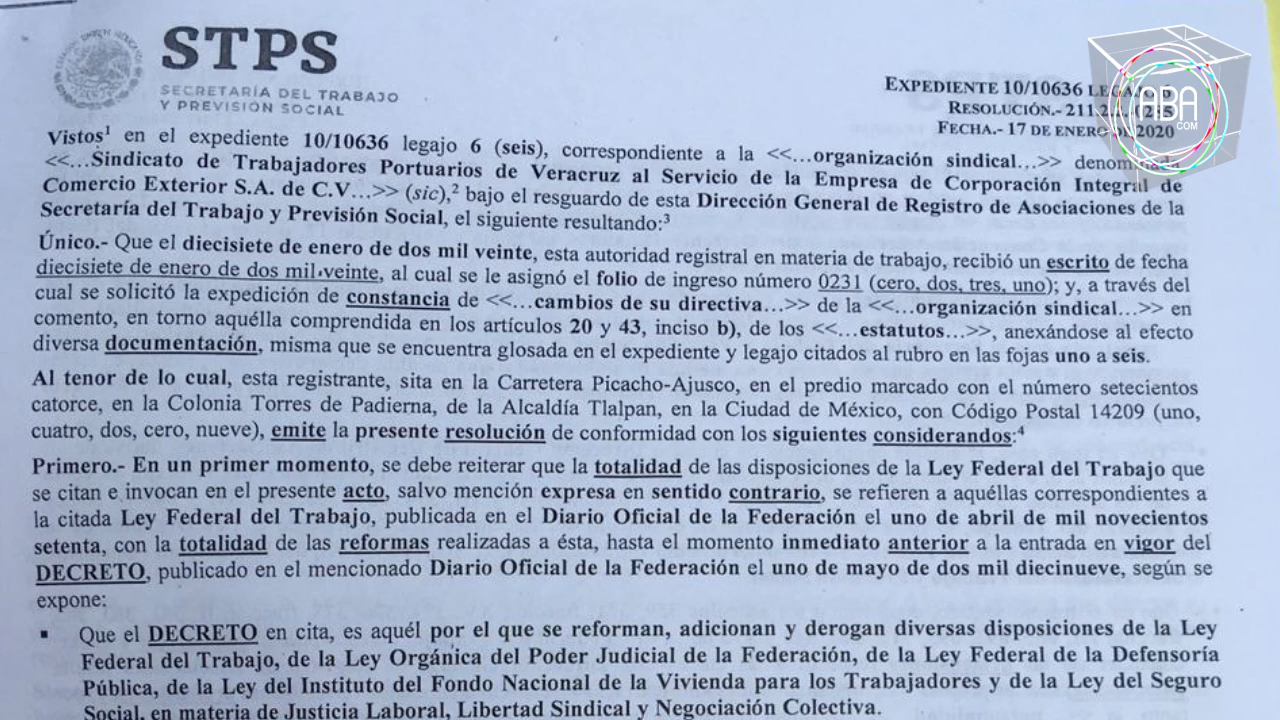 STPS
SECRETARÍA DEL TRABAJO
Y PREVISIÓN SOCIAL
EXPEDIENTE 10/10636 LEGAJO 6
RESOLUCIÓN.- 211.2.
FECHA.- 17 DE ENERO DE 2020
ABA
.COM
Vistos¹ en el expediente 10/10636 legajo 6 (seis), correspondiente a la <<...organización sindical...>> denominada
<<...Sindicato de Trabajadores Portuarios de Veracruz al Servicio de la Empresa de Corporación Integral de
Comercio Exterior S.A. de C.V...>> (sic),² bajo el resguardo de esta Dirección General de Registro de Asociaciones de la
Secretaría del Trabajo y Previsión Social, el siguiente resultando:³
Único.- Que el diecisiete de enero de dos mil veinte, esta autoridad registral en materia de trabajo, recibió un escrito de fecha
diecisiete de enero de dos mil veinte, al cual se le asignó el folio de ingreso número 0231 (cero, dos, tres, uno); y, a través del
cual se solicitó la expedición de constancia de <<...cambios de su directiva...>> de la <<...organización sindical...>> en
comento, en torno aquélla comprendida en los artículos 20 y 43, inciso b), de los <<...estatutos...>>, anexándose al efecto
diversa documentación, misma que se encuentra glosada en el expediente y legajo citados al rubro en las fojas uno a seis.
Al tenor de lo cual, esta registrante, sita en la Carretera Picacho-Ajusco, en el predio marcado con el número setecientos
catorce, en la Colonia Torres de Padierna, de la Alcaldía Tlalpan, en la Ciudad de México, con Código Postal 14209 (uno,
cuatro, dos, cero, nueve), emite la presente resolución de conformidad con los siguientes considerandos:⁴
Primero.- En un primer momento, se debe reiterar que la totalidad de las disposiciones de la Ley Federal del Trabajo que
se citan e invocan en el presente acto, salvo mención expresa en sentido contrario, se refieren a aquéllas correspondientes a
la citada Ley Federal del Trabajo, publicada en el Diario Oficial de la Federación el uno de abril de mil novecientos
setenta, con la totalidad de las reformas realizadas a ésta, hasta el momento inmediato anterior a la entrada en vigor del
DECRETO, publicado en el mencionado Diario Oficial de la Federación el uno de mayo de dos mil diecinueve, según se
expone:
▪ Que el DECRETO en cita, es aquél por el que se reforman, adicionan y derogan diversas disposiciones de la Ley
Federal del Trabajo, de la Ley Orgánica del Poder Judicial de la Federación, de la Ley Federal de la Defensoría
Pública, de la Ley del Instituto del Fondo Nacional de la Vivienda para los Trabajadores y de la Ley del Seguro
Social, en materia de Justicia Laboral, Libertad Sindical y Negociación Colectiva.